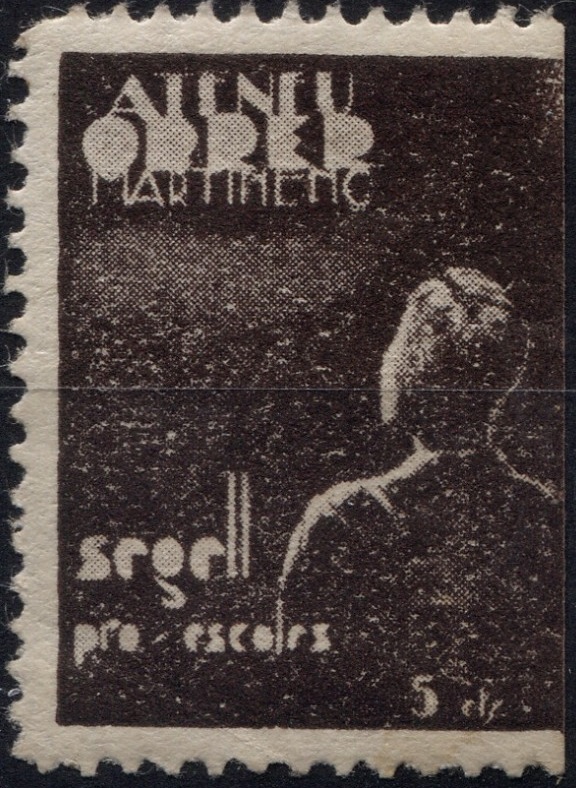 ATENEU
OBRER
MARTINENC
segell
pro-escoles
5 cts